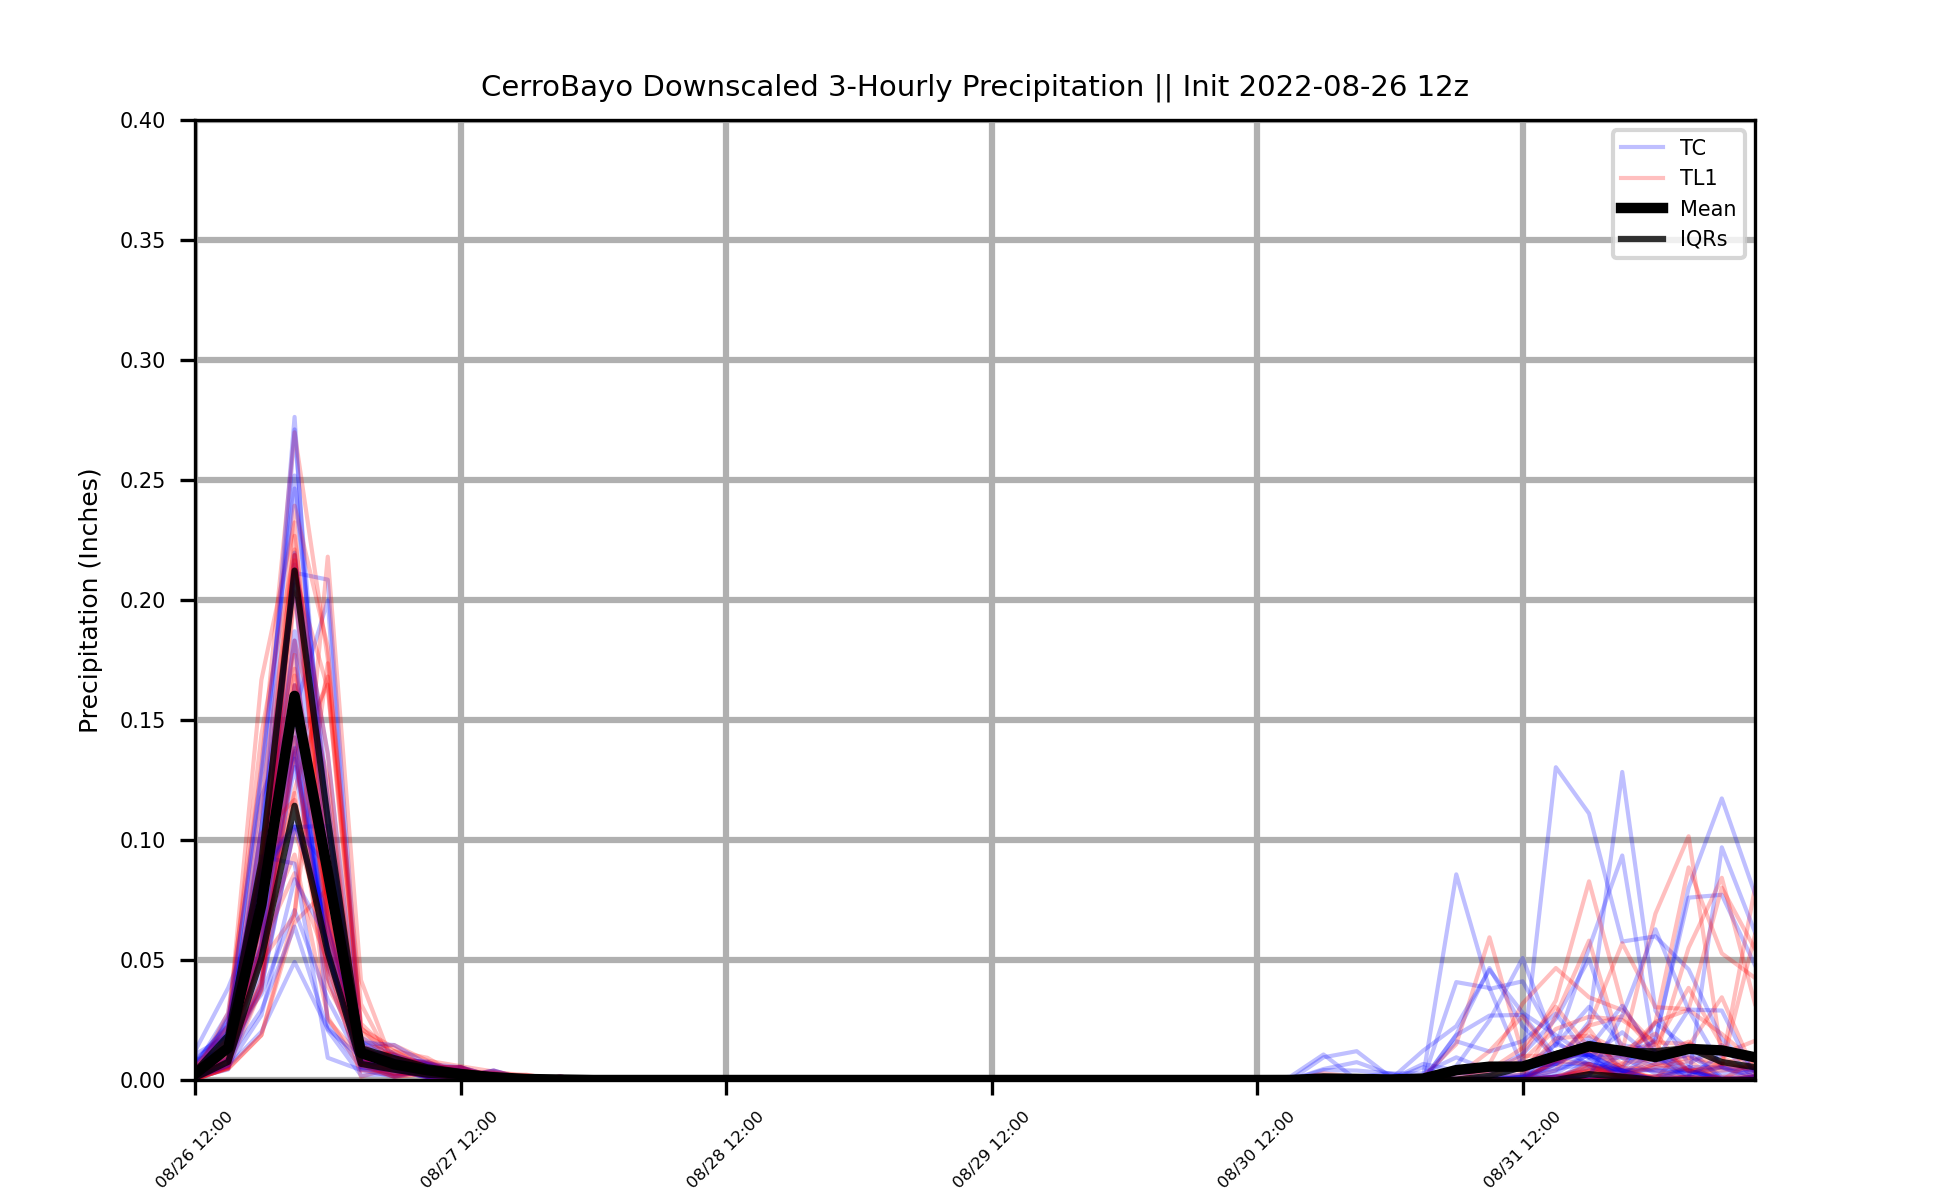 CerroBayo Downscaled 3-Hourly Precipitation || Init 2022-08-26 12z
Precipitation (Inches)
0.40
0.35
0.30
0.25
0.20
0.15
0.10
0.05
0.00
TC
TL1
Mean
IQRs
08/26 12:00
08/27 12:00
08/28 12:00
08/29 12:00
08/30 12:00
08/31 12:00